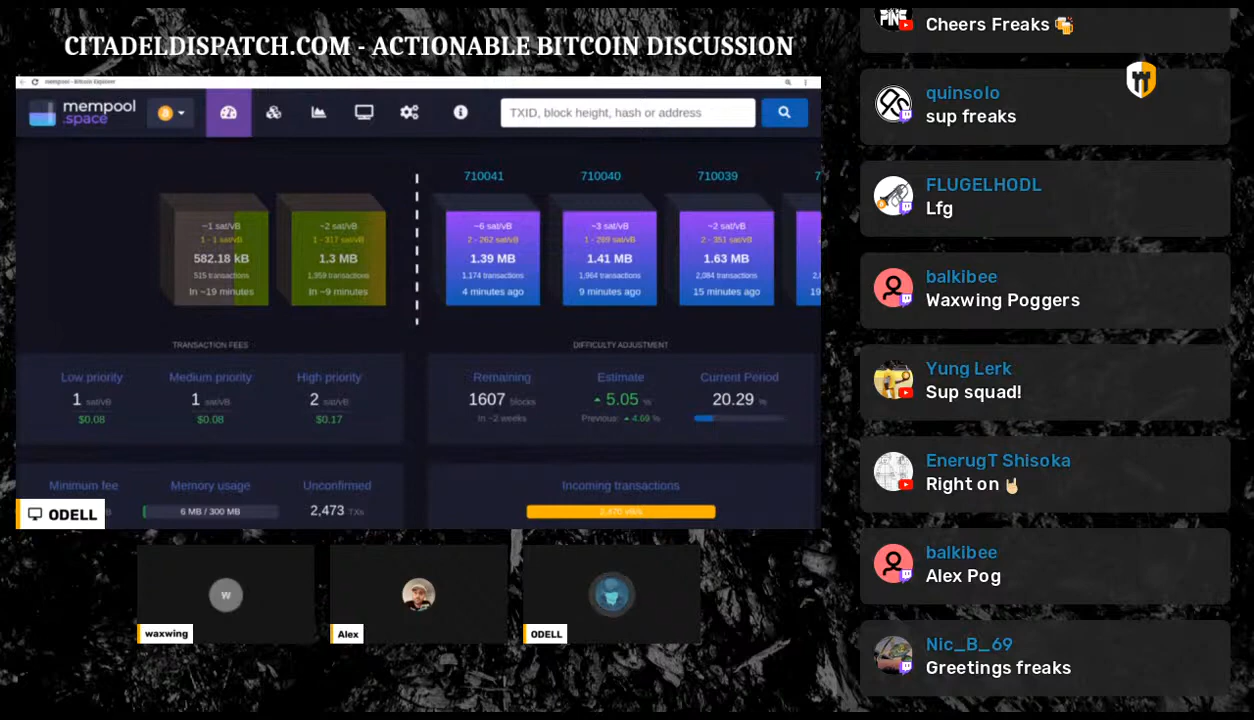 CITADELDISPATCH.COM - ACTIONABLE BITCOIN DISCUSSION
mempool - Bitcoin Explorer
mempool
.space
TXID, block height, hash or address
710041
710040
710039
~1 sat/vB
1 - 1 sat/vB
582.18 kB
515 transactions
In ~19 minutes
~2 sat/vB
1 - 317 sat/vB
1.3 MB
1,959 transactions
In ~9 minutes
~6 sat/vB
2 - 262 sat/vB
1.39 MB
1,174 transactions
4 minutes ago
~3 sat/vB
1 - 269 sat/vB
1.41 MB
1,964 transactions
9 minutes ago
~2 sat/vB
2 - 351 sat/vB
1.63 MB
2,084 transactions
15 minutes ago
TRANSACTION FEES
Low priority
1 sat/vB
$0.08
Medium priority
1 sat/vB
$0.08
High priority
2 sat/vB
$0.17
DIFFICULTY ADJUSTMENT
Remaining
1607 blocks
In ~2 weeks
Estimate
5.05 %
Previous: 4.69 %
Current Period
20.29 %
Minimum fee
Memory usage
6 MB / 300 MB
Unconfirmed
2,473 TXs
Incoming transactions
ODELL
w
waxwing
Alex
ODELL
Cheers Freaks 🍻
quinsolo
sup freaks
FLUGELHODL
Lfg
balkibee
Waxwing Poggers
Yung Lerk
Sup squad!
EnerugT Shisoka
Right on 🤘🏻
balkibee
Alex Pog
Nic_B_69
Greetings freaks